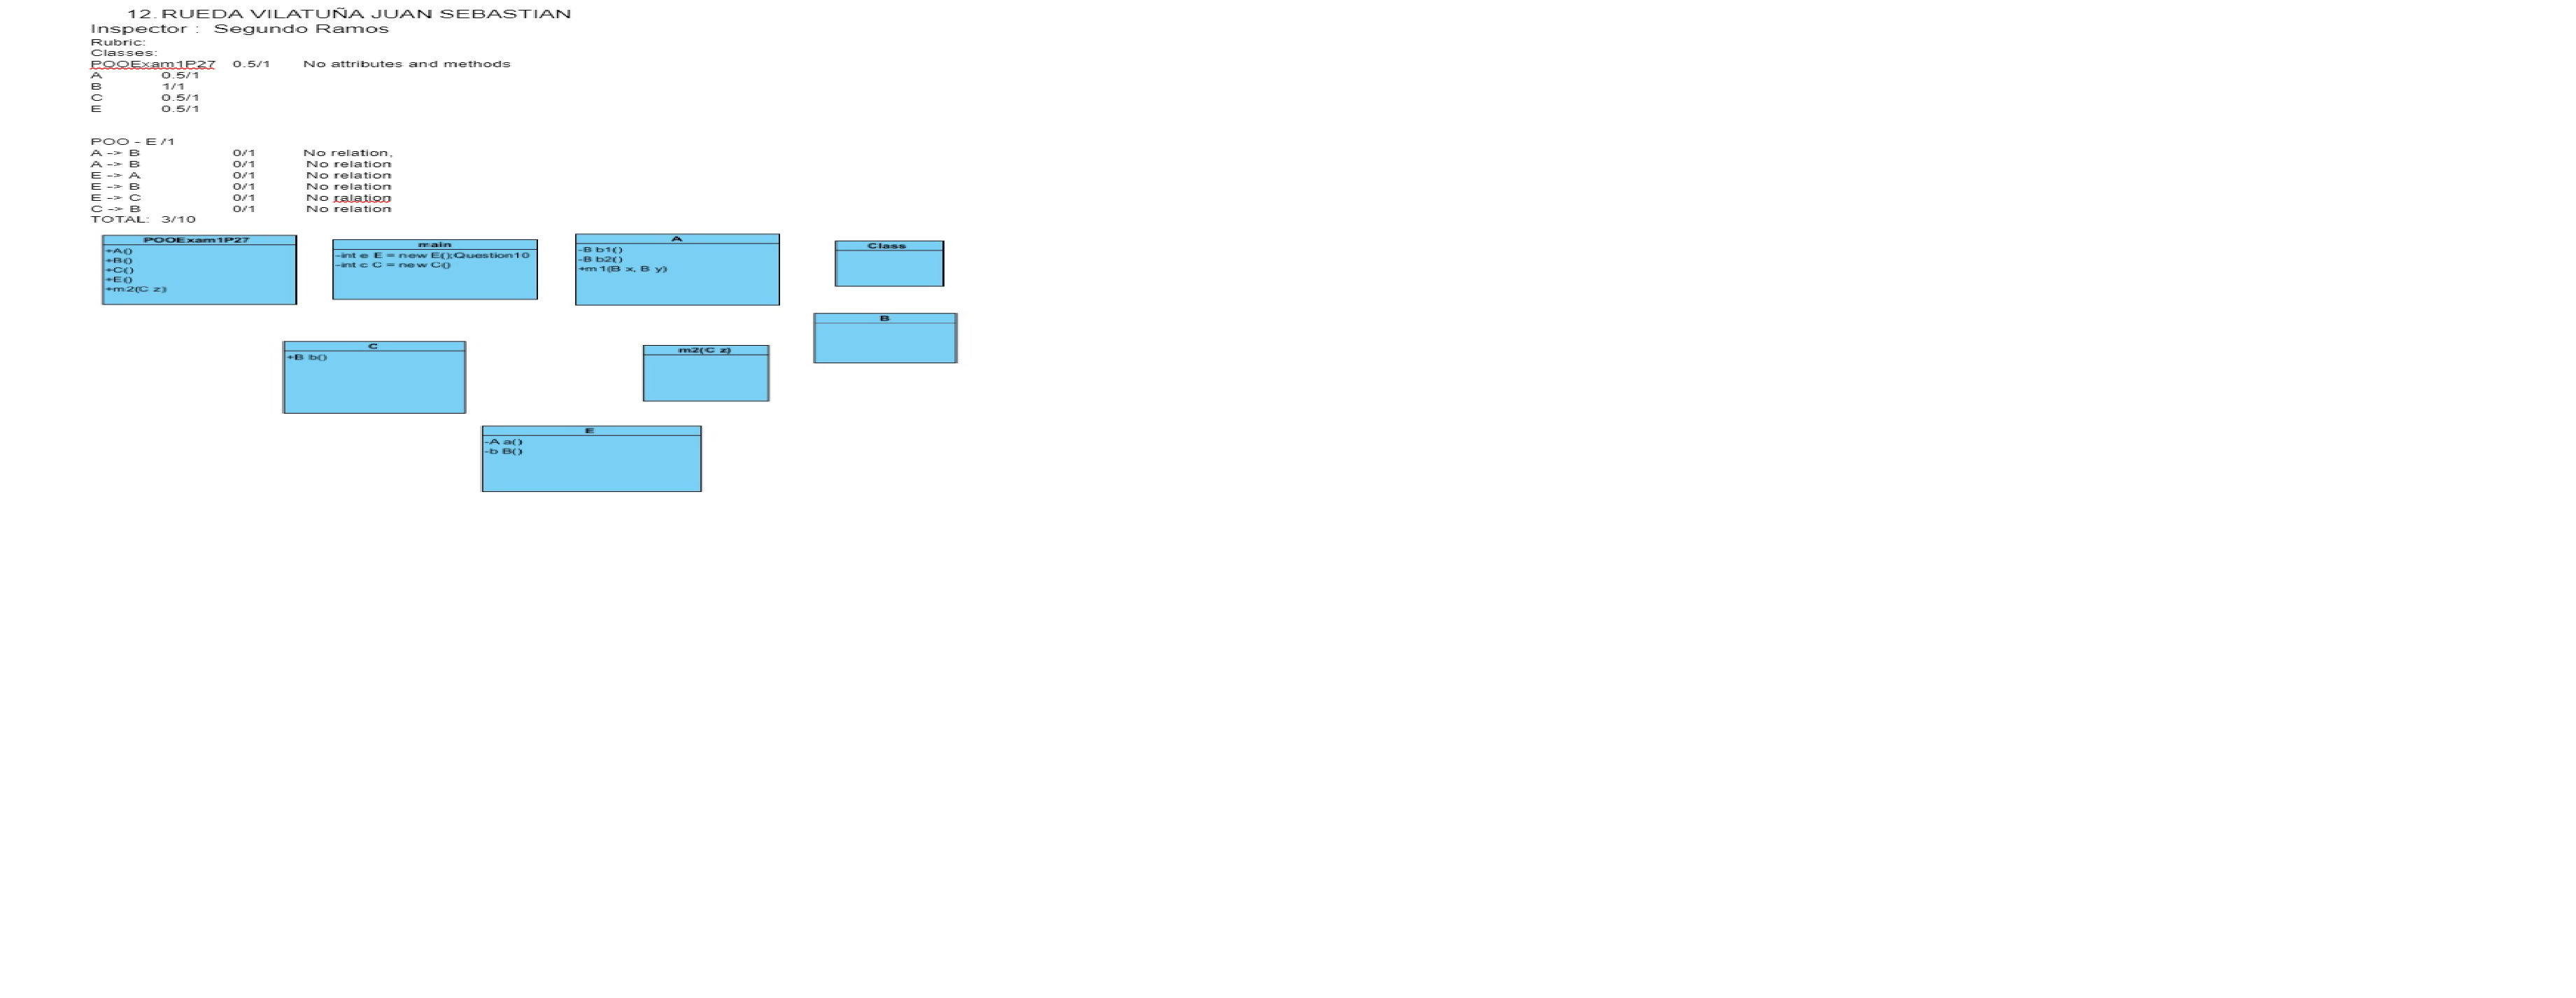 12. RUEDA VILATUÑA JUAN SEBASTIAN
Inspector : Segundo Ramos
Rubric:
Classes:
POOExam1P27 0.5/1 No attributes and methods
A 0.5/1
B 1/1
C 0.5/1
E 0.5/1
POO - E /1
A -> B 0/1 No relation,
A -> B 0/1 No relation
E -> A 0/1 No relation
E -> B 0/1 No relation
E -> C 0/1 No ralation
C -> B 0/1 No relation
TOTAL: 3/10
POOExam1P27
+A()
+B()
+C()
+E()
+m2(C z)
main
-int e E = new E();Question10
-int c C = new C()
A
-B b1()
-B b2()
+m1(B x, B y)
Class
B
C
+B b()
m2(C z)
E
-A a()
-b B()